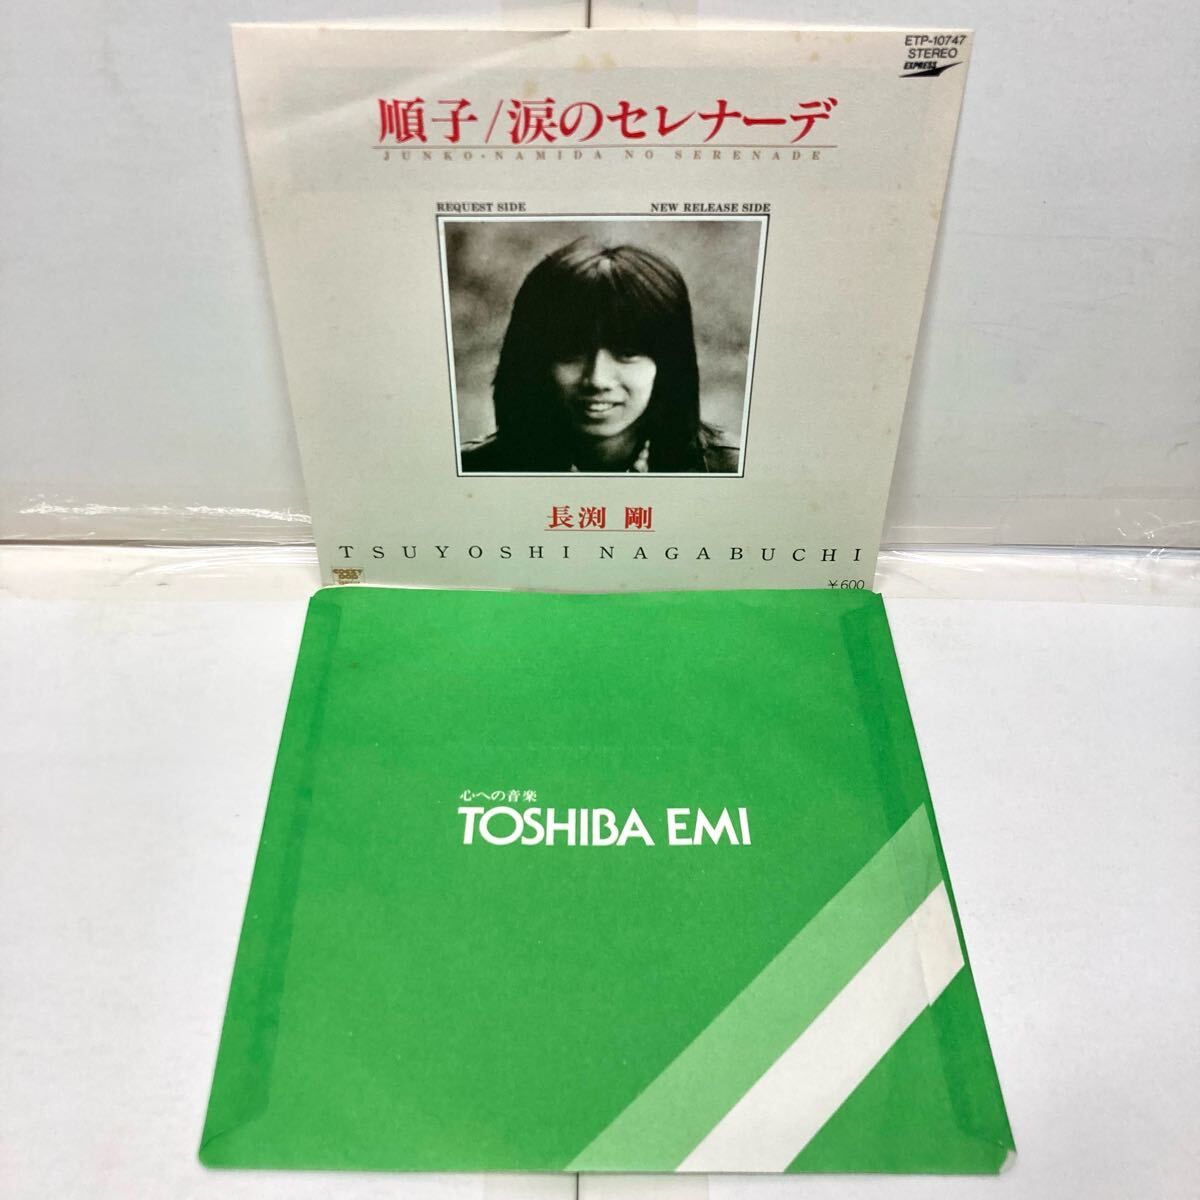 ETP-10747
STEREO
EXPRESS
順子/涙のセレナーデ
JUNKO・NAMIDA NO SERENADE
REQUEST SIDE
NEW RELEASE SIDE
長渕 剛
TSUYOSHI NAGABUCHI
¥600
心への音楽
TOSHIBA EMI